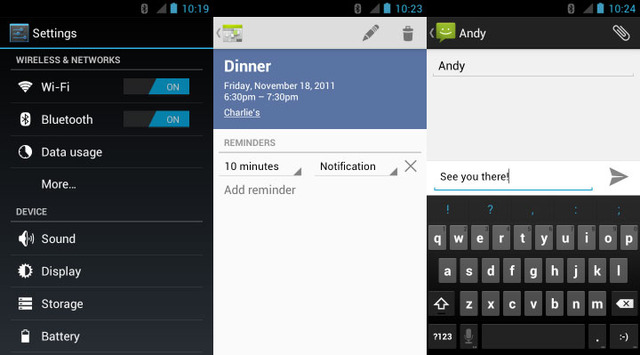 10:19
Settings
WIRELESS & NETWORKS
Wi-Fi
ON
Bluetooth
ON
Data usage
More...
DEVICE
Sound
Display
Storage
Battery
10:23
Dinner
Friday, November 18, 2011
6:30pm – 7:30pm
Charlie's
REMINDERS
10 minutes Notification
Add reminder
10:24
Andy
Andy
See you there!
! ? , : ;
q w e r t y u i o p
a s d f g h j k l
z x c v b n m
?123 . :-)